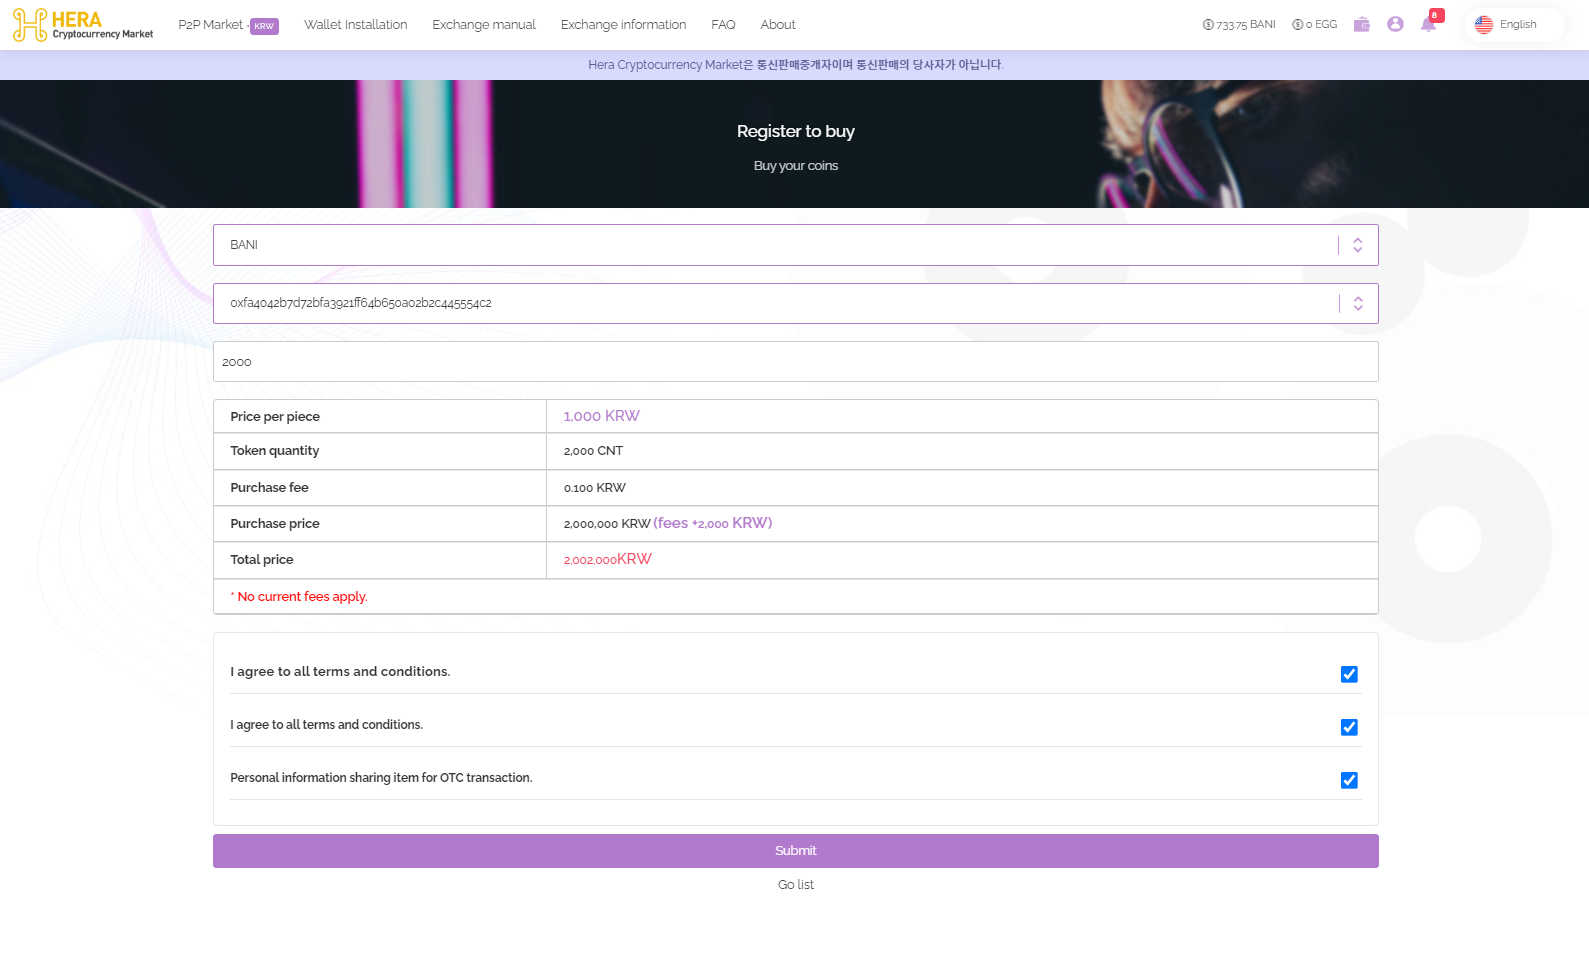 HERA
Cryptocurrency Market
P2P Market · KRW
Wallet Installation
Exchange manual
Exchange information
FAQ
About
733.75 BANI
0 EGG
8
English
Hera Cryptocurrency Market은 통신판매중개자이며 통신판매의 당사자가 아닙니다.
Register to buy
Buy your coins
BANI
0xfa4042b7d72bfa3921ff64b650a02b2c445554c2
2000
Price per piece 1,000 KRW
Token quantity 2,000 CNT
Purchase fee 0.100 KRW
Purchase price 2,000,000 KRW (fees +2,000 KRW)
Total price 2,002,000KRW
* No current fees apply.
I agree to all terms and conditions.
I agree to all terms and conditions.
Personal information sharing item for OTC transaction.
Submit
Go list